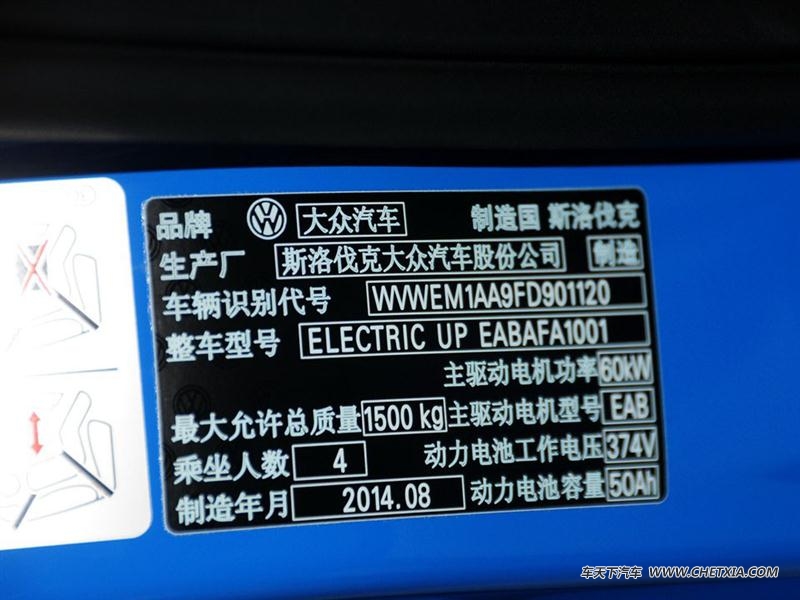 品牌 大众汽车 制造国 斯洛伐克
生产厂 斯洛伐克大众汽车股份公司 制造
车辆识别代号 WVWEM1AA9FD901120
整车型号 ELECTRIC UP EABAFA1001
主驱动电机功率 60kW
最大允许总质量 1500 kg 主驱动电机型号 EAB
乘坐人数 4 动力电池工作电压 374V
制造年月 2014.08 动力电池容量 50Ah
车天下汽车 WWW.CHETXIA.COM